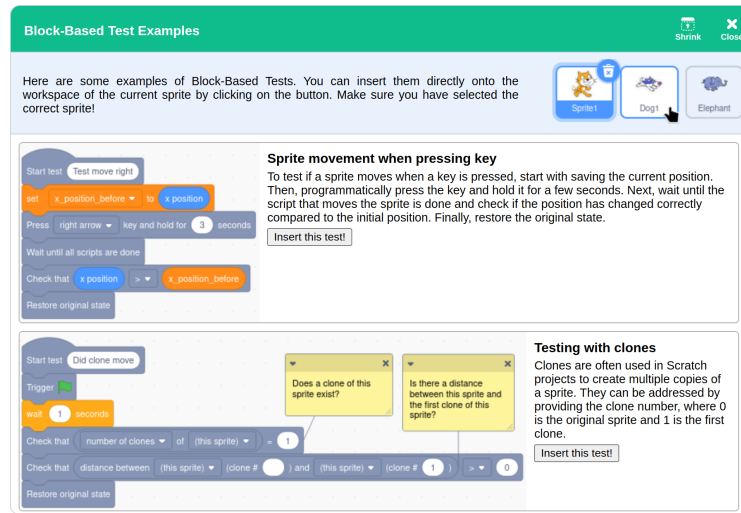 Block-Based Test Examples
Shrink
Close
Here are some examples of Block-Based Tests. You can insert them directly onto the
workspace of the current sprite by clicking on the button. Make sure you have selected the
correct sprite!
Sprite1
Dog1
Elephant
Start test Test move right
set x_position_before to x position
Press right arrow key and hold for 3 seconds
Wait until all scripts are done
Check that x position > x_position_before
Restore original state
Sprite movement when pressing key
To test if a sprite moves when a key is pressed, start with saving the current position.
Then, programmatically press the key and hold it for a few seconds. Next, wait until the
script that moves the sprite is done and check if the position has changed correctly
compared to the initial position. Finally, restore the original state.
Insert this test!
Start test Did clone move
Trigger
wait 1 seconds
Check that number of clones of (this sprite) = 1
Check that distance between (this sprite) (clone # ) and (this sprite) (clone # 1 ) > 0
Restore original state
Does a clone of this
sprite exist?
Is there a distance
between this sprite and
the first clone of this
sprite?
Testing with clones
Clones are often used in Scratch
projects to create multiple copies of
a sprite. They can be addressed by
providing the clone number, where 0
is the original sprite and 1 is the first
clone.
Insert this test!